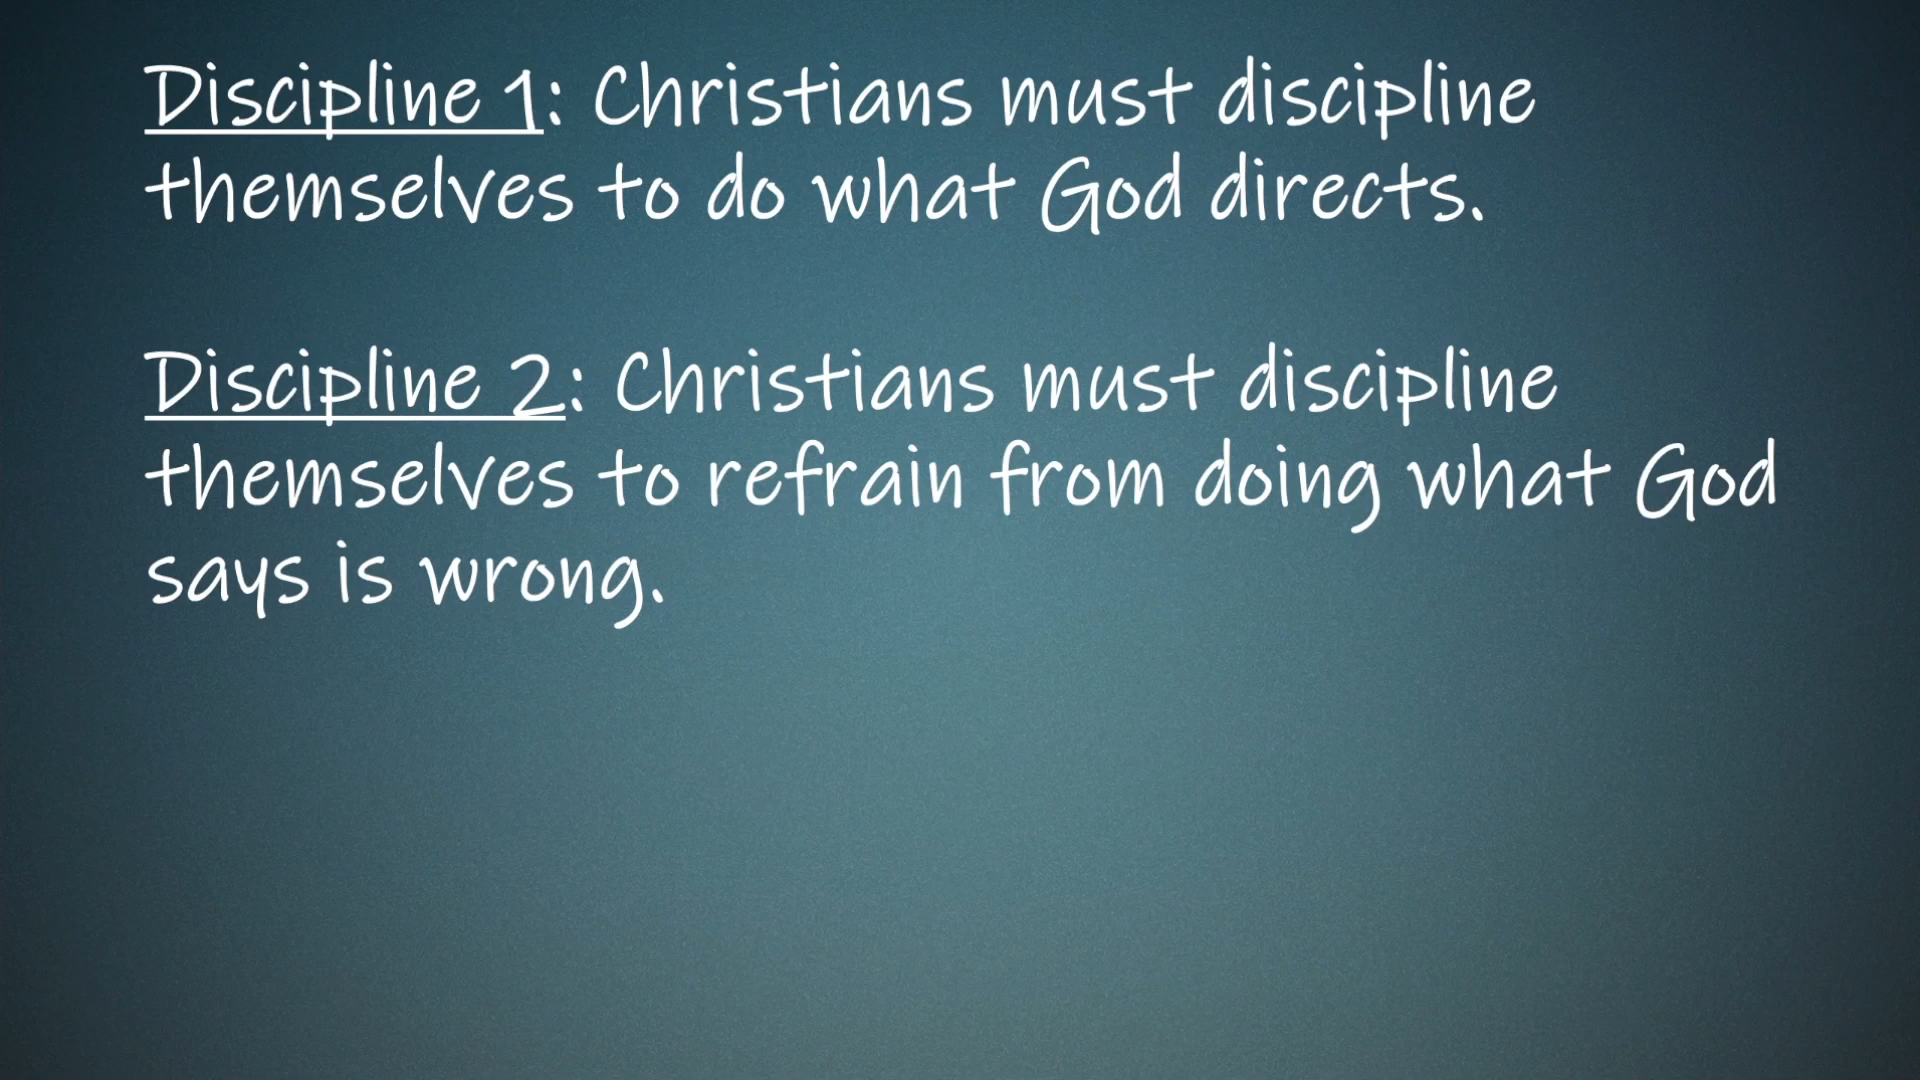 Discipline 1: Christians must discipline
themselves to do what God directs.
Discipline 2: Christians must discipline
themselves to refrain from doing what God
says is wrong.